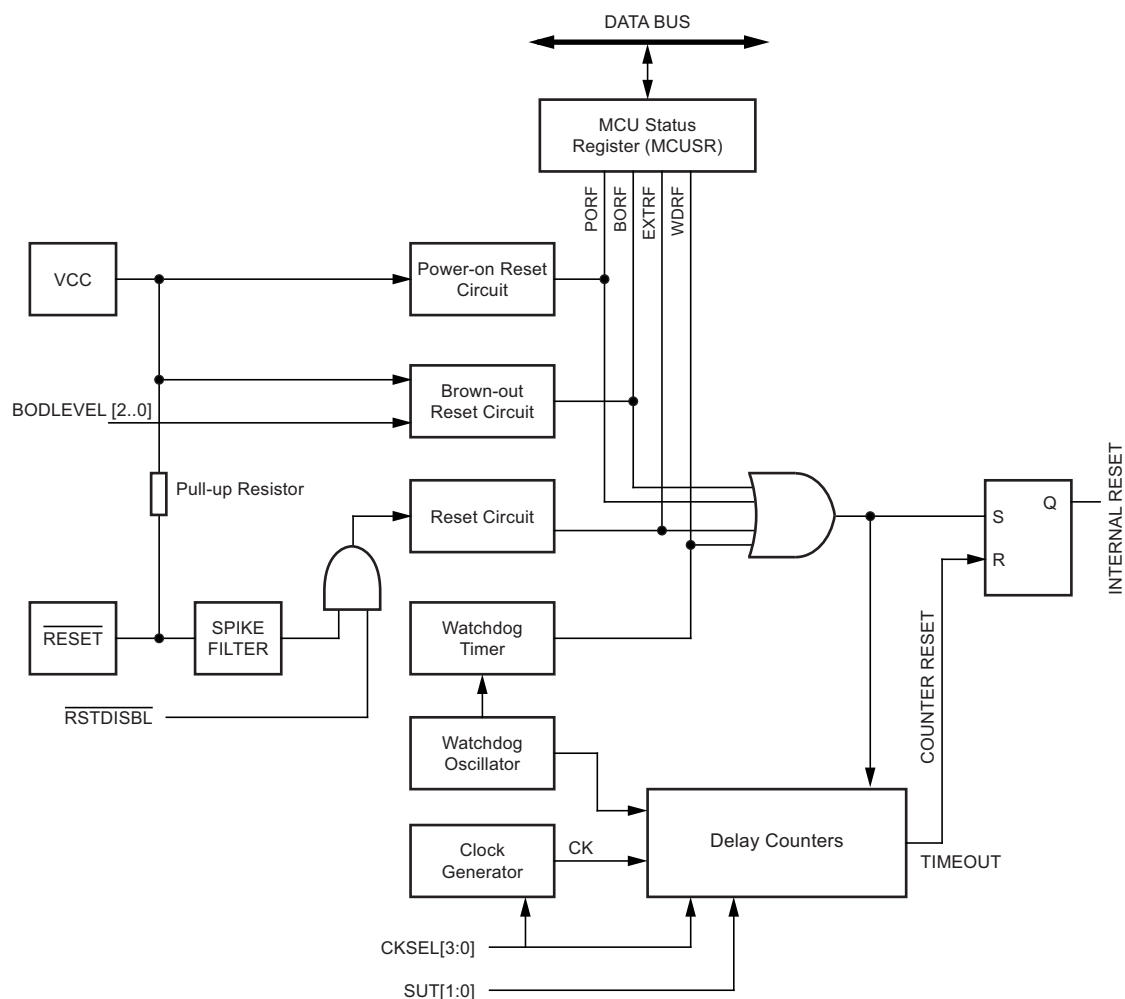 DATA BUS
MCU Status
Register (MCUSR)
PORF
BORF
EXTRF
WDRF
VCC
Power-on Reset
Circuit
Brown-out
Reset Circuit
BODLEVEL [2..0]
Pull-up Resistor
Reset Circuit
S
Q
R
INTERNAL RESET
RESET
SPIKE
FILTER
Watchdog
Timer
RSTDISBL
COUNTER RESET
Watchdog
Oscillator
Clock
Generator
CK
Delay Counters
TIMEOUT
CKSEL[3:0]
SUT[1:0]